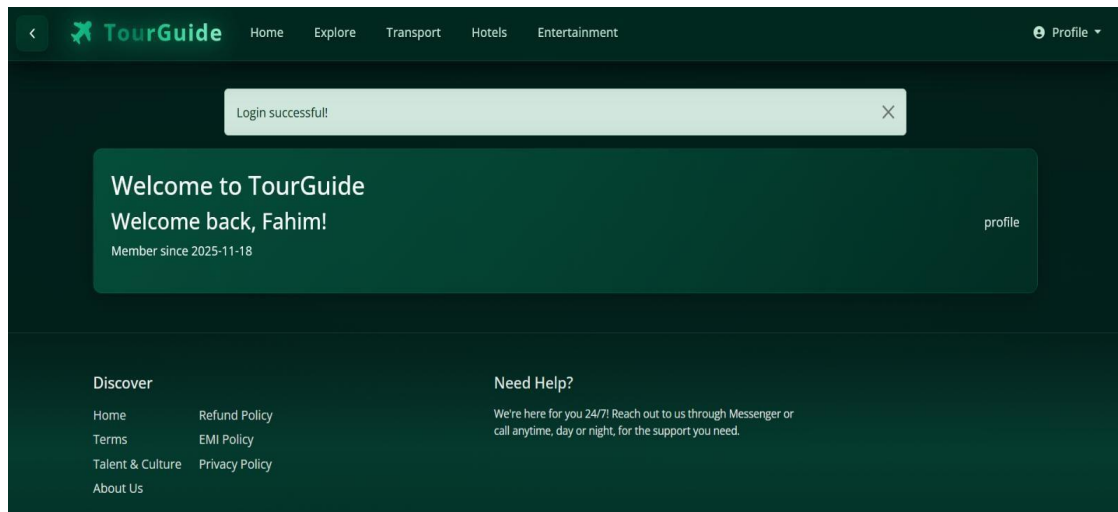 TourGuide Home Explore Transport Hotels Entertainment Profile
Login successful!
Welcome to TourGuide
Welcome back, Fahim!
profile
Member since 2025-11-18
Discover
Home Refund Policy
Terms EMI Policy
Talent & Culture Privacy Policy
About Us
Need Help?
We're here for you 24/7! Reach out to us through Messenger or
call anytime, day or night, for the support you need.